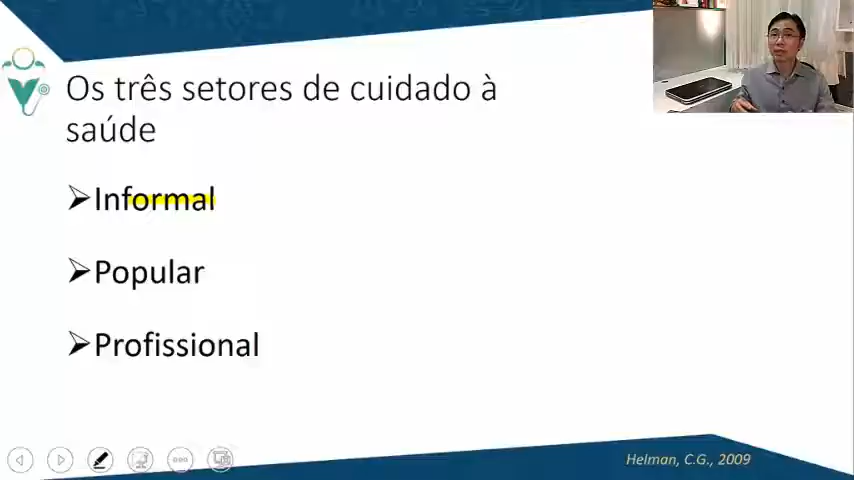 Os três setores de cuidado à
saúde
Informal
Popular
Profissional
Helman, C.G., 2009